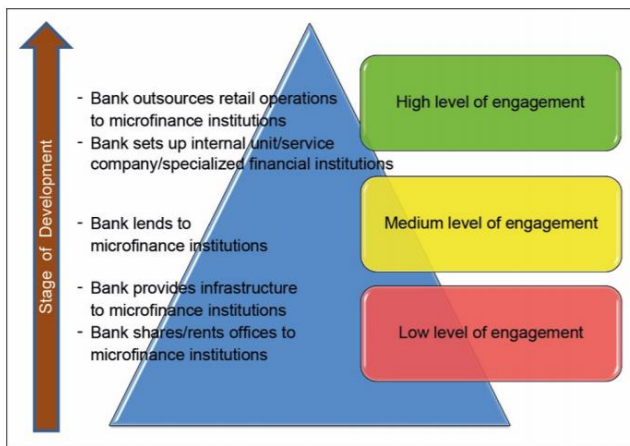 Stage of Development
- Bank outsources retail operations
to microfinance institutions
- Bank sets up internal unit/service
company/specialized financial institutions
High level of engagement
- Bank lends to
microfinance institutions
Medium level of engagement
- Bank provides infrastructure
to microfinance institutions
- Bank shares/rents offices to
microfinance institutions
Low level of engagement